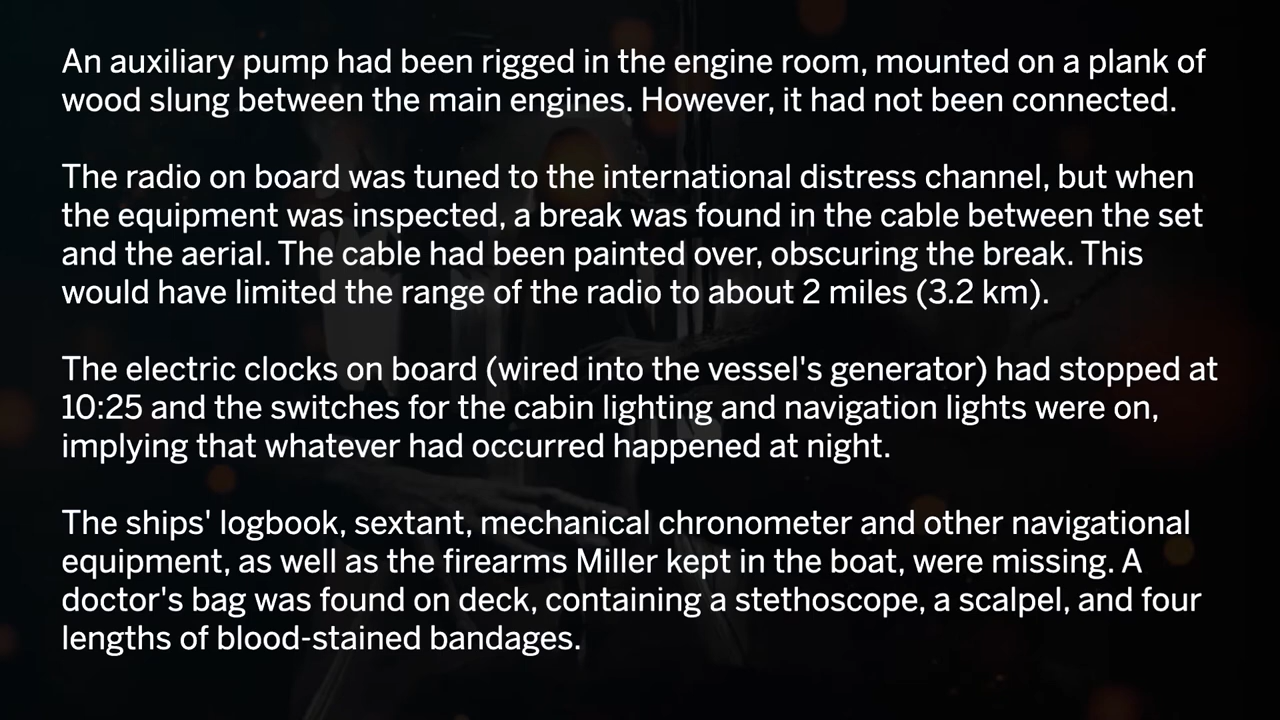 An auxiliary pump had been rigged in the engine room, mounted on a plank of
wood slung between the main engines. However, it had not been connected.
The radio on board was tuned to the international distress channel, but when
the equipment was inspected, a break was found in the cable between the set
and the aerial. The cable had been painted over, obscuring the break. This
would have limited the range of the radio to about 2 miles (3.2 km).
The electric clocks on board (wired into the vessel's generator) had stopped at
10:25 and the switches for the cabin lighting and navigation lights were on,
implying that whatever had occurred happened at night.
The ships' logbook, sextant, mechanical chronometer and other navigational
equipment, as well as the firearms Miller kept in the boat, were missing. A
doctor's bag was found on deck, containing a stethoscope, a scalpel, and four
lengths of blood-stained bandages.